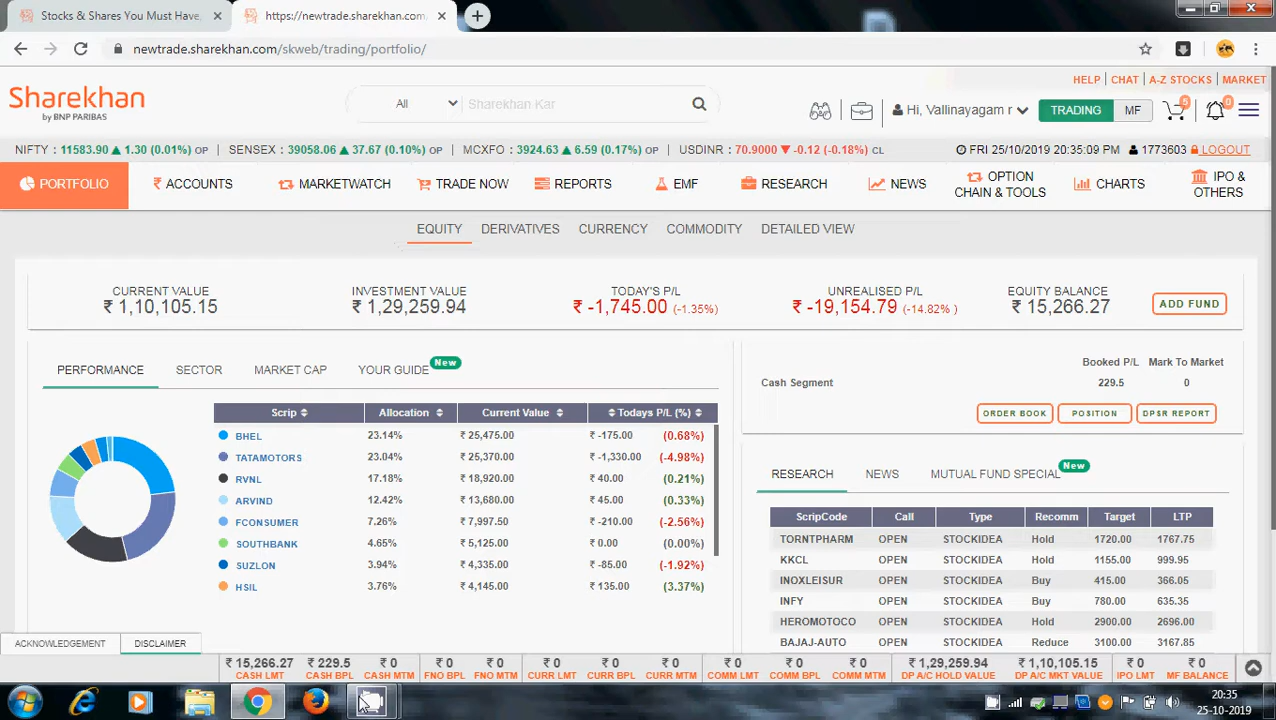 Stocks & Shares You Must Have,
https://newtrade.sharekhan.com
newtrade.sharekhan.com/skweb/trading/portfolio/
HELP | CHAT | A-Z STOCKS | MARKET
Sharekhan
by BNP PARIBAS
All
Sharekhan Kar
Hi, Vallinayagam r
TRADING
MF
5
0
NIFTY : 11583.90 ▲ 1.30 (0.01%) OP | SENSEX : 39058.06 ▲ 37.67 (0.10%) OP | MCXFO : 3924.63 ▲ 6.59 (0.17%) OP | USDINR : 70.9000 ▼ -0.12 (-0.18%) CL
FRI 25/10/2019 20:35:09 PM 1773603 LOGOUT
PORTFOLIO
ACCOUNTS
MARKETWATCH
TRADE NOW
REPORTS
EMF
RESEARCH
NEWS
OPTION CHAIN & TOOLS
CHARTS
IPO & OTHERS
EQUITY DERIVATIVES CURRENCY COMMODITY DETAILED VIEW
CURRENT VALUE
₹ 1,10,105.15
INVESTMENT VALUE
₹ 1,29,259.94
TODAY'S P/L
₹ -1,745.00 (-1.35%)
UNREALISED P/L
₹ -19,154.79 (-14.82% )
EQUITY BALANCE
₹ 15,266.27
ADD FUND
PERFORMANCE SECTOR MARKET CAP YOUR GUIDE New
Scrip Allocation Current Value Todays P/L (%)
BHEL 23.14% ₹ 25,475.00 ₹ -175.00 (0.68%)
TATAMOTORS 23.04% ₹ 25,370.00 ₹ -1,330.00 (-4.98%)
RVNL 17.18% ₹ 18,920.00 ₹ 40.00 (0.21%)
ARVIND 12.42% ₹ 13,680.00 ₹ 45.00 (0.33%)
FCONSUMER 7.26% ₹ 7,997.50 ₹ -210.00 (-2.56%)
SOUTHBANK 4.65% ₹ 5,125.00 ₹ 0.00 (0.00%)
SUZLON 3.94% ₹ 4,335.00 ₹ -85.00 (-1.92%)
HSIL 3.76% ₹ 4,145.00 ₹ 135.00 (3.37%)
Booked P/L Mark To Market
Cash Segment 229.5 0
ORDER BOOK POSITION DPSR REPORT
RESEARCH NEWS MUTUAL FUND SPECIAL New
ScripCode Call Type Recomm Target LTP
TORNTPHARM OPEN STOCKIDEA Hold 1720.00 1767.75
KKCL OPEN STOCKIDEA Hold 1155.00 999.95
INOXLEISUR OPEN STOCKIDEA Buy 415.00 366.05
INFY OPEN STOCKIDEA Buy 780.00 635.35
HEROMOTOCO OPEN STOCKIDEA Hold 2900.00 2696.00
BAJAJ-AUTO OPEN STOCKIDEA Reduce 3100.00 3167.85
ACKNOWLEDGEMENT DISCLAIMER
₹ 15,266.27 ₹ 229.5 ₹ 0 ₹ 0 ₹ 0 ₹ 0 ₹ 0 ₹ 0 ₹ 0 ₹ 0 ₹ 0 ₹ 1,29,259.94 ₹ 1,10,105.15 ₹ 0 ₹ 0
CASH LMT CASH BPL CASH MTM FNO BPL FNO MTM CURR LMT CURR BPL CURR MTM COMM LMT COMM BPL COMM MTM DP A/C HOLD VALUE DP A/C MKT VALUE IPO LMT MF BALANCE
20:35
25-10-2019